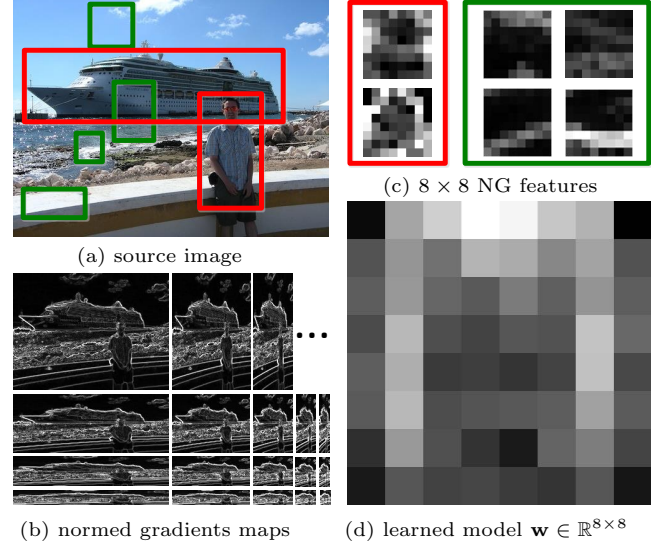 (a) source image
(b) normed gradients maps
(c) 8 × 8 NG features
(d) learned model w ∈ ℝ^{8×8}